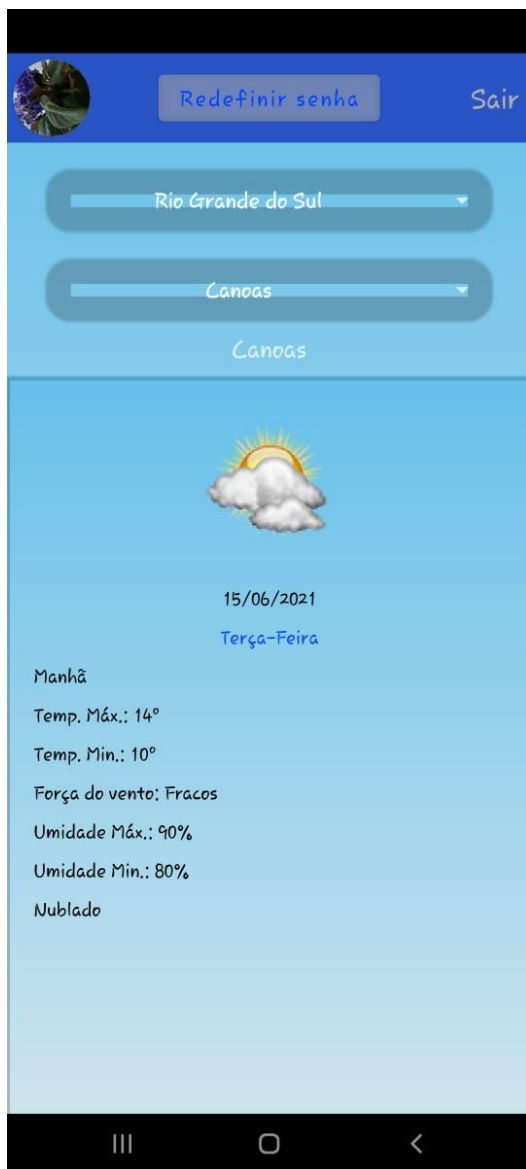 Redefinir senha
Sair
Rio Grande do Sul
Canoas
Canoas
15/06/2021
Terça-Feira
Manhã
Temp. Máx.: 14°
Temp. Min.: 10°
Força do vento: Fracos
Umidade Máx.: 90%
Umidade Min.: 80%
Nublado